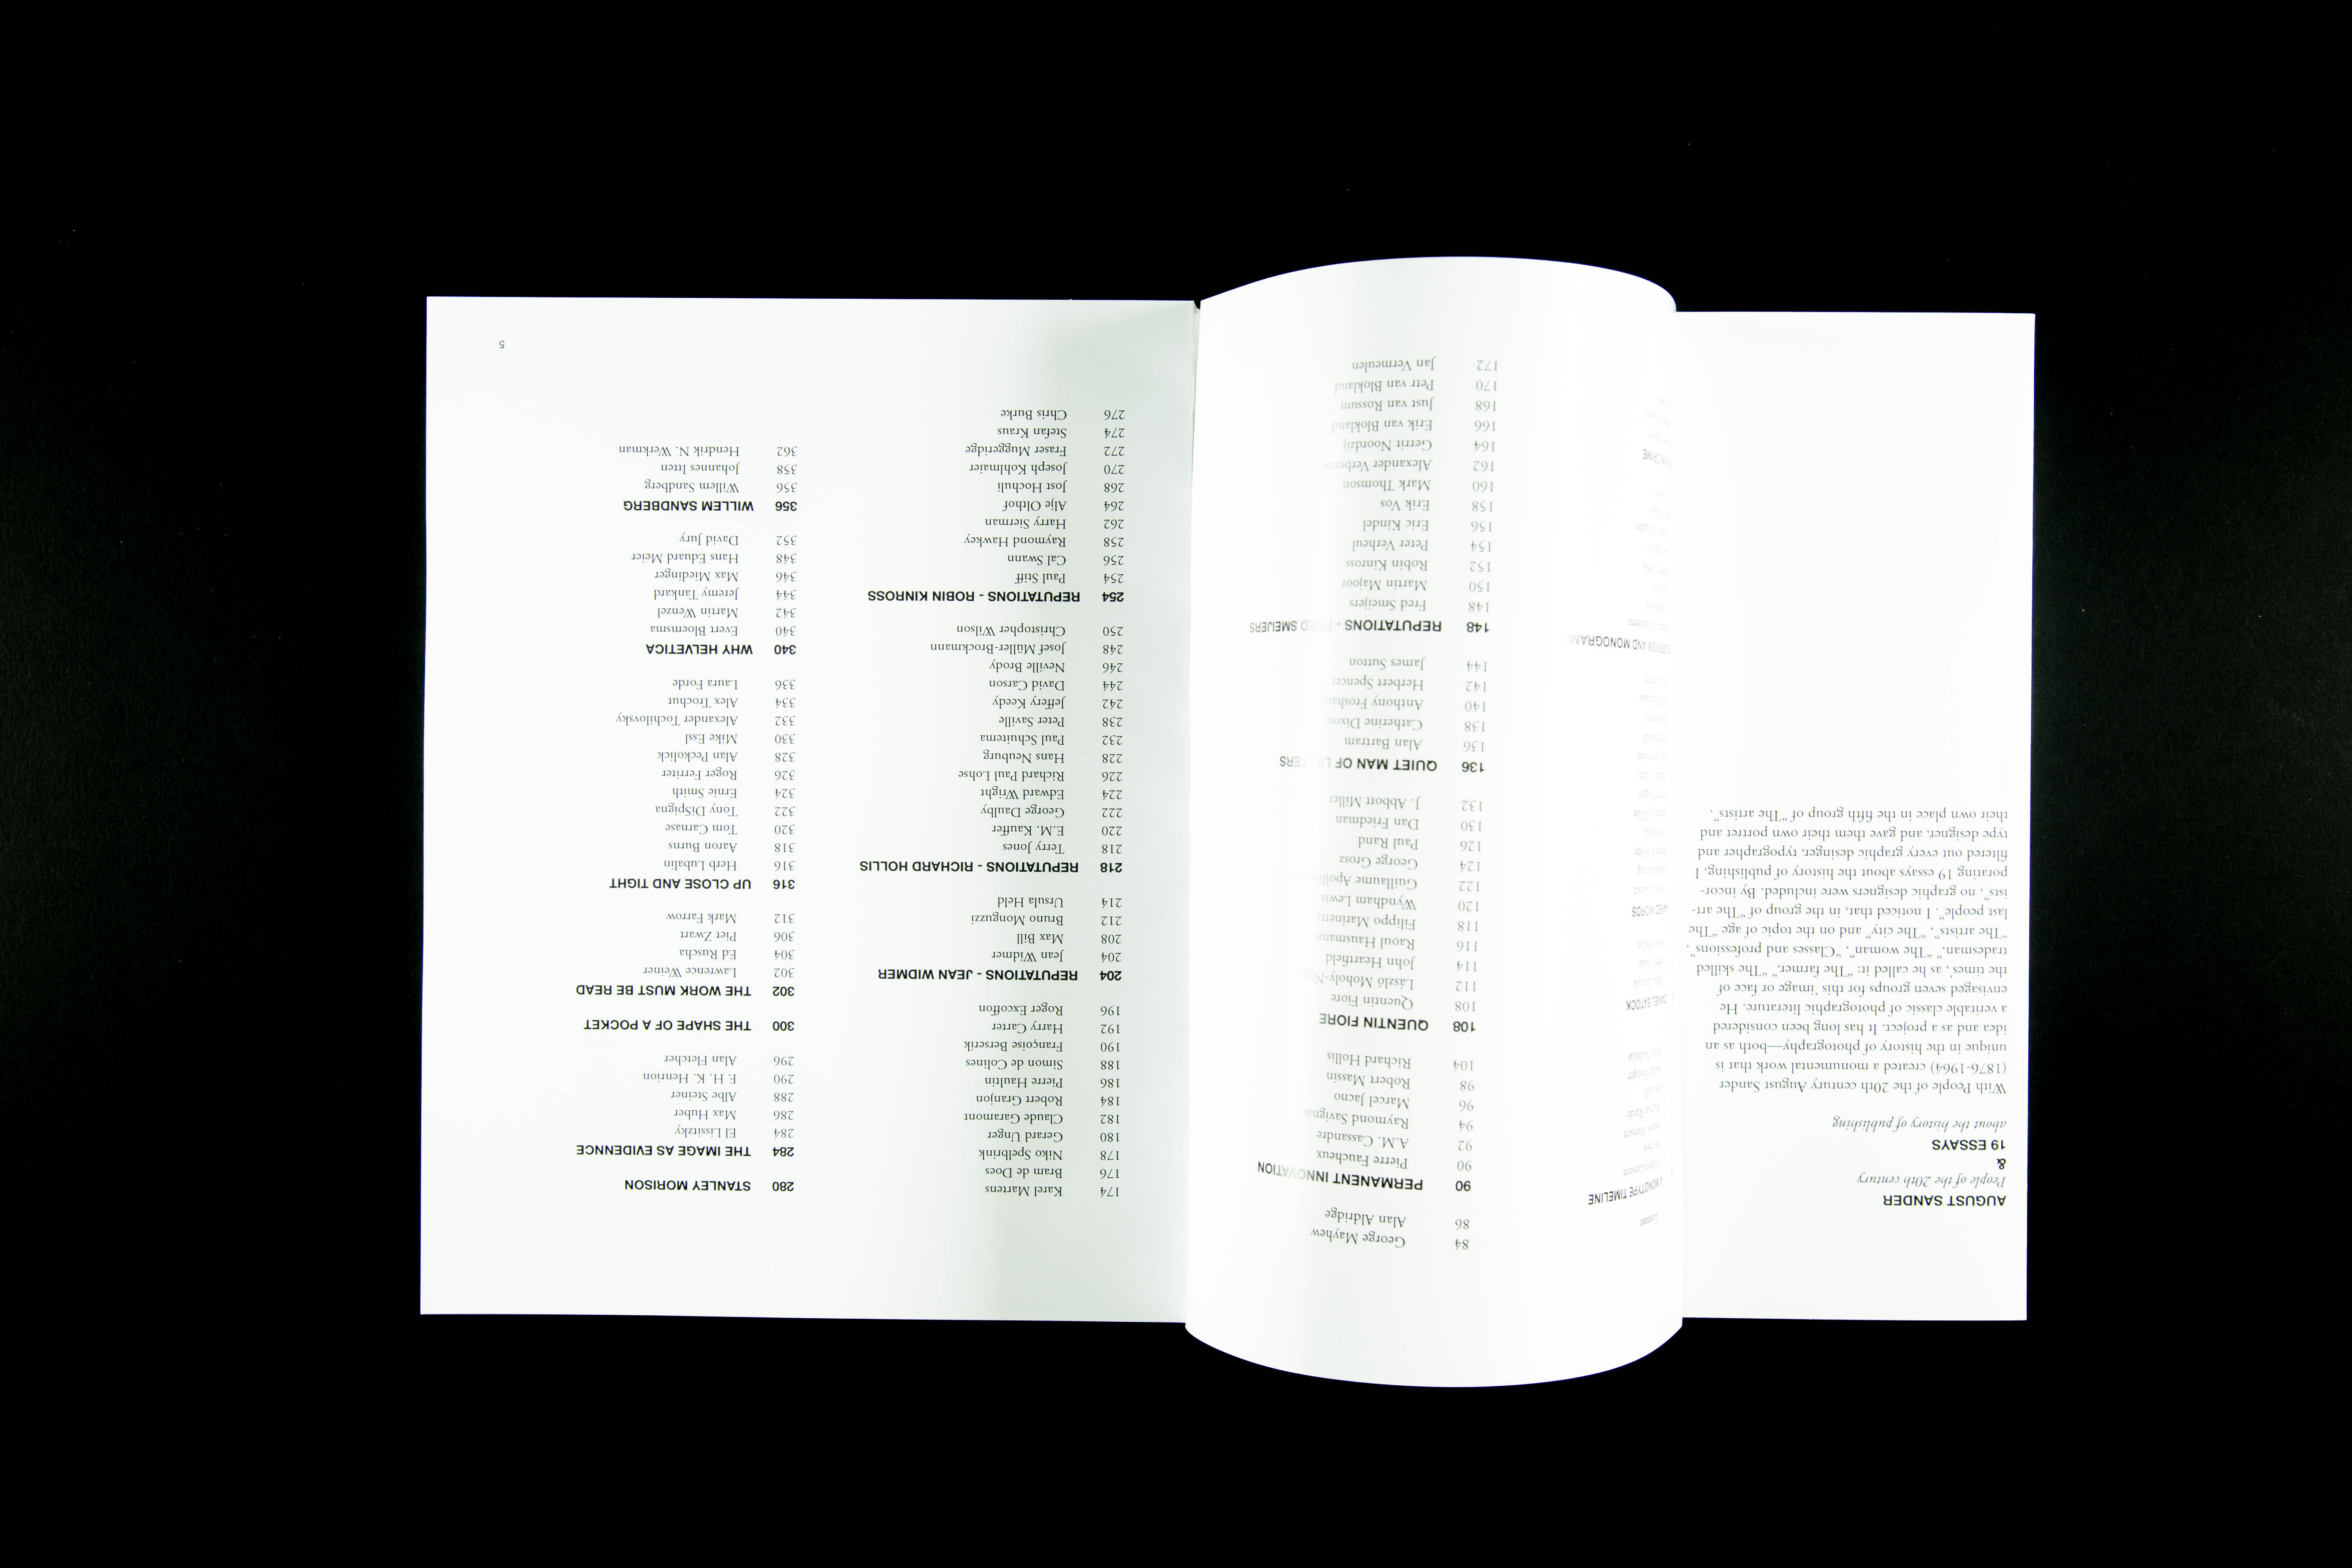 AUGUST SANDER
People of the 20th century
&
19 ESSAYS
about the history of publishing
With People of the 20th century August Sander
(1876-1964) created a monumental work that is
unique in the history of photography—both as an
idea and as a project. It has long been considered
a veritable classic of photographic literature. He
envisaged seven groups for this 'image or face of
the times', as he called it: “The farmer,” “The skilled
tradesman,” “The woman”, “Classes and professions”,
“The artists”, “The city” and on the topic of age “The
last people”. I noticed that, in the group of “The art-
ists”, no graphic designers were included. By incor-
porating 19 essays about the history of publishing, I
filtered out every graphic desinger, typographer and
type designer, and gave them their own portret and
their own place in the fifth group of “The artists”.
MONOTYPE TIMELINE
EATOCK
AND MONOGRAM
84 George Mayhew
86 Alan Aldridge
90 PERMANENT INNOVATION
90 Pierre Faucheux
92 A.M. Cassandre
94 Raymond Savignac
96 Marcel Jacno
98 Robert Massin
104 Richard Hollis
108 QUENTIN FIORE
108 Quentin Fiore
112 László Moholy-N
114 John Heartfield
116 Raoul Hausmann
118 Filippo Marinetti
120 Wyndham Lewis
122 Guillaume Apollin
124 George Grosz
126 Paul Rand
130 Dan Friedman
132 J. Abbott Miller
136 QUIET MAN OF LETTERS
136 Alan Bartram
138 Catherine Dixon
140 Anthony Froshaug
142 Herbert Spencer
144 James Sutton
148 REPUTATIONS - FRED SMEIJERS
148 Fred Smeijers
150 Martin Majoor
152 Robin Kinross
154 Peter Verheul
156 Eric Kindel
158 Erik Vos
160 Mark Thomson
162 Alexander Verberne
164 Gerrit Noordzij
166 Erik van Blokland
168 Just van Rossum
170 Petr van Blokland
172 Jan Vermeulen
174 Karel Martens
176 Bram de Does
178 Niko Spelbrink
180 Gerard Unger
182 Claude Garamont
184 Robert Granjon
186 Pierre Haultin
188 Simon de Colines
190 Françoise Berserik
192 Harry Carter
196 Roger Excoffon
204 REPUTATIONS - JEAN WIDMER
204 Jean Widmer
208 Max Bill
212 Bruno Monguzzi
214 Ursula Held
218 REPUTATIONS - RICHARD HOLLIS
218 Terry Jones
220 E.M. Kauffer
222 George Daulby
224 Edward Wright
226 Richard Paul Lohse
228 Hans Neuburg
232 Paul Schuitema
238 Peter Saville
242 Jeffery Keedy
244 David Carson
246 Neville Brody
248 Josef Müller-Brockmann
250 Christopher Wilson
254 REPUTATIONS - ROBIN KINROSS
254 Paul Stiff
256 Cal Swann
258 Raymond Hawkey
262 Harry Sierman
264 Alje Olthof
268 Jost Hochuli
270 Joseph Kohlmaier
272 Fraser Muggeridge
274 Stefan Kraus
276 Chris Burke
280 STANLEY MORISON
284 THE IMAGE AS EVIDENNCE
284 El Lissitzky
286 Max Huber
288 Albe Steiner
290 F. H. K. Henrion
296 Alan Fletcher
300 THE SHAPE OF A POCKET
302 THE WORK MUST BE READ
302 Lawrence Weiner
304 Ed Ruscha
306 Piet Zwart
312 Mark Farrow
316 UP CLOSE AND TIGHT
316 Herb Lubalin
318 Aaron Burns
320 Tom Carnase
322 Tony DiSpigna
324 Ernie Smith
326 Roger Ferriter
328 Alan Peckolick
330 Mike Essl
332 Alexander Tochilovsky
334 Alex Trochut
336 Laura Forde
340 WHY HELVETICA
340 Evert Bloemsma
342 Martin Wenzel
344 Jeremy Tankard
346 Max Miedinger
348 Hans Eduard Meier
352 David Jury
356 WILLEM SANDBERG
356 Willem Sandberg
358 Johannes Itten
362 Hendrik N. Werkman
5